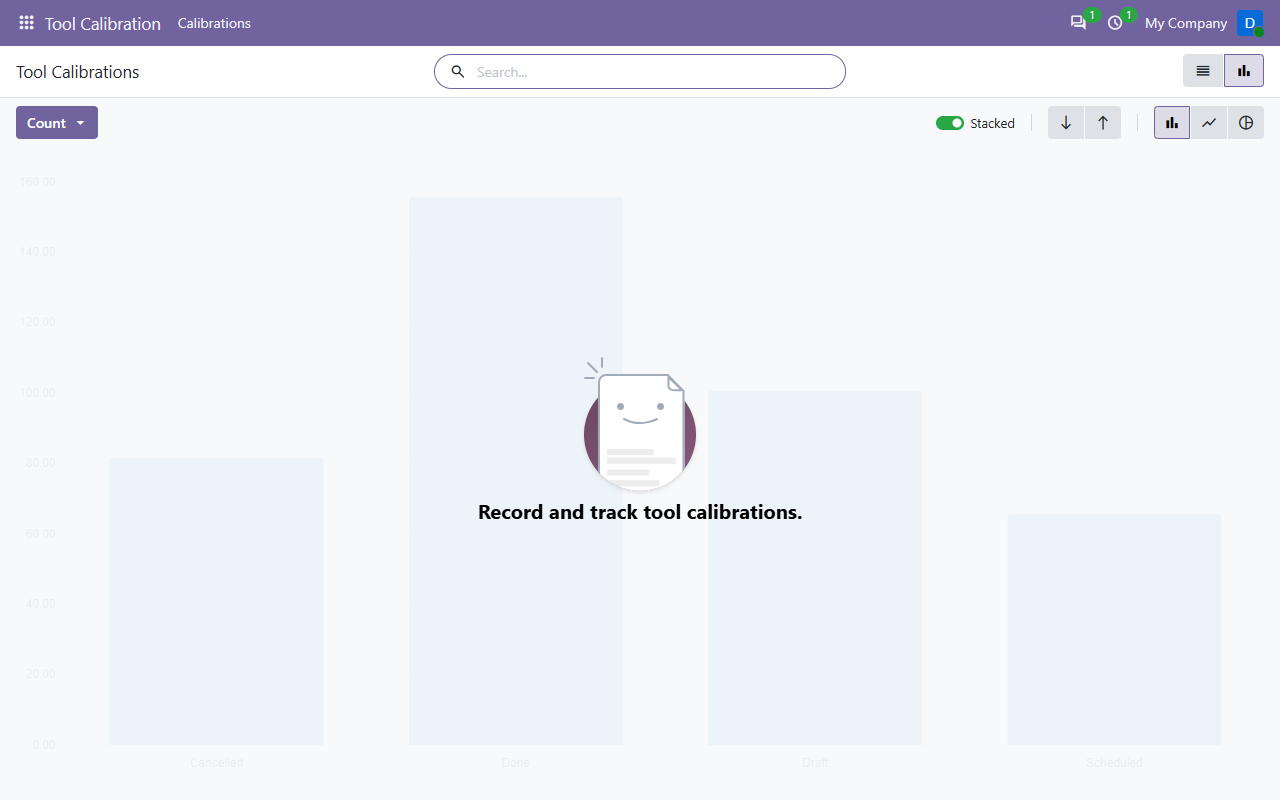 Tool Calibration
Calibrations
1
1
My Company
D
Tool Calibrations
Search...
Count
Stacked
160.00
140.00
120.00
100.00
80.00
60.00
40.00
20.00
0.00
Record and track tool calibrations.
Cancelled
Done
Draft
Scheduled